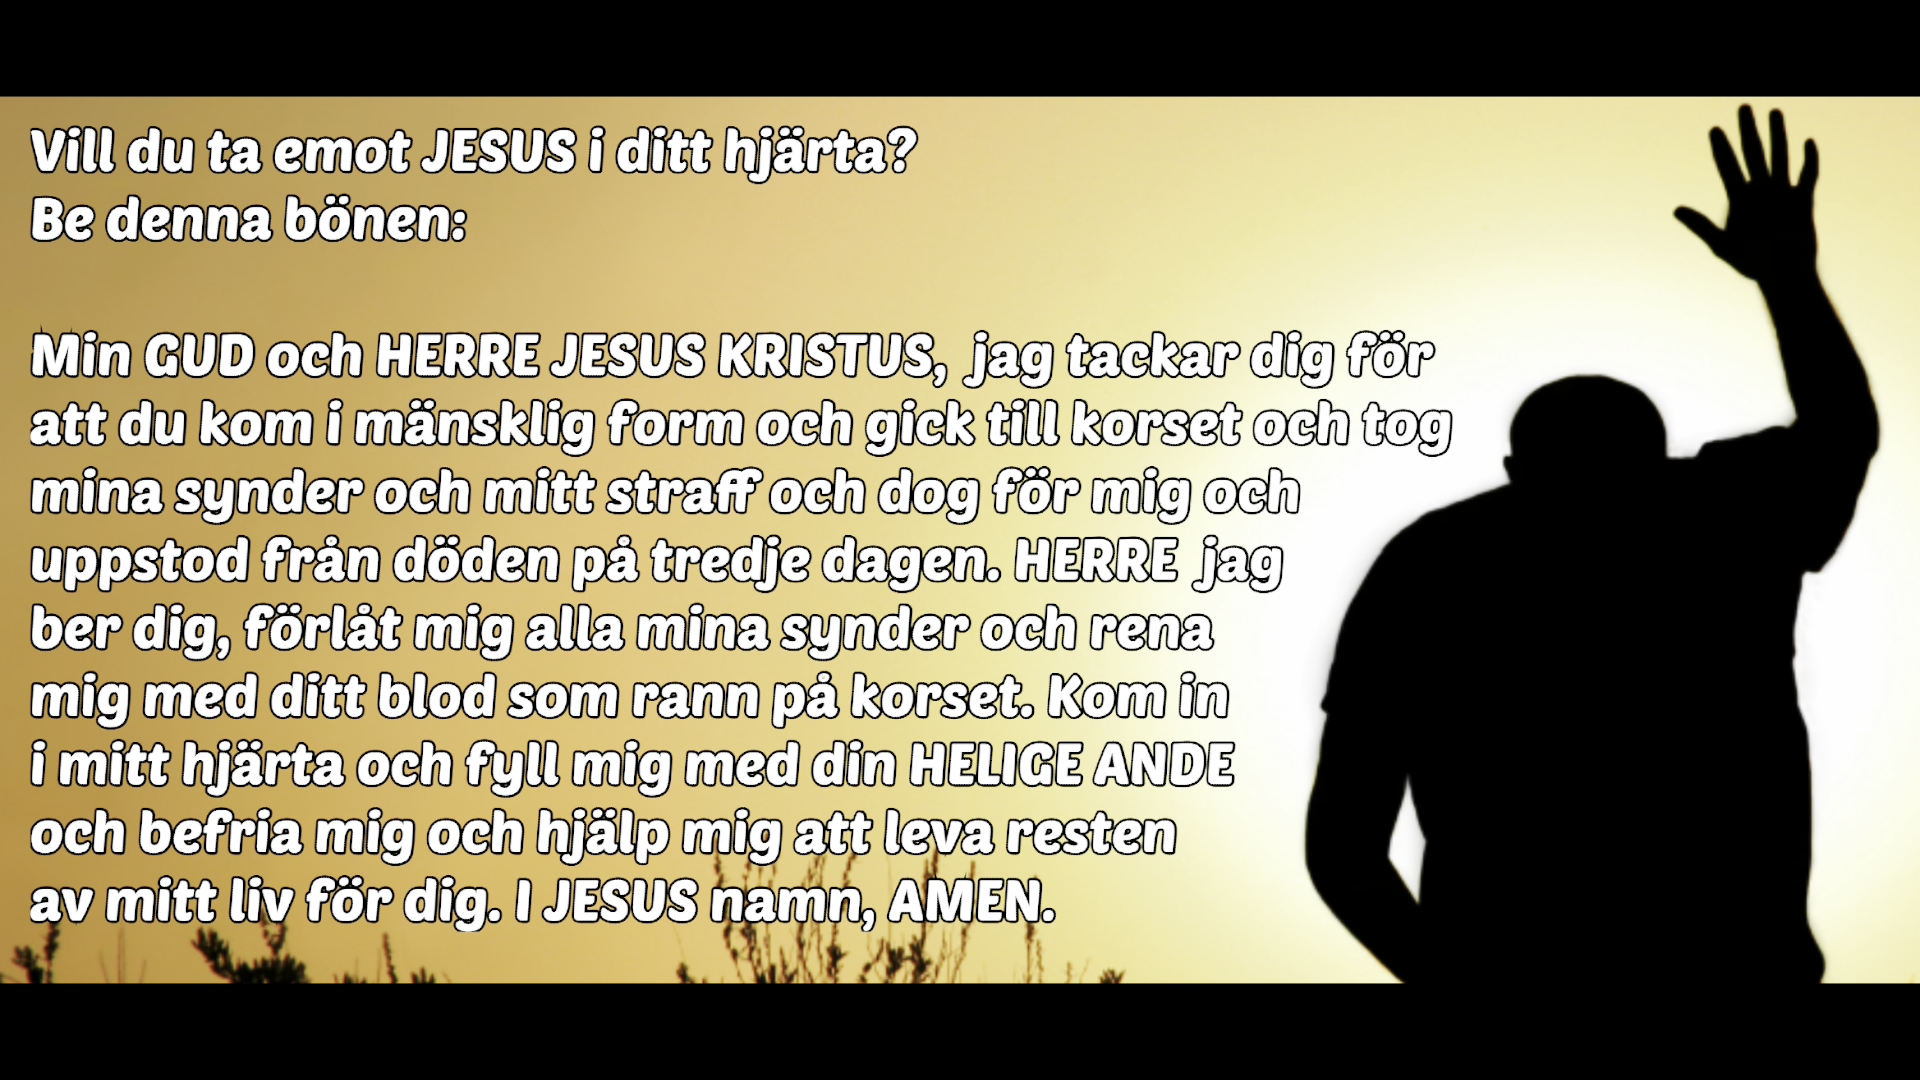 Vill du ta emot JESUS i ditt hjärta?
Be denna bönen:
Min GUD och HERRE JESUS KRISTUS, jag tackar dig för
att du kom i mänsklig form och gick till korset och tog
mina synder och mitt straff och dog för mig och
uppstod från döden på tredje dagen. HERRE jag
ber dig, förlåt mig alla mina synder och rena
mig med ditt blod som rann på korset. Kom in
i mitt hjärta och fyll mig med din HELIGE ANDE
och befria mig och hjälp mig att leva resten
av mitt liv för dig. I JESUS namn, AMEN.